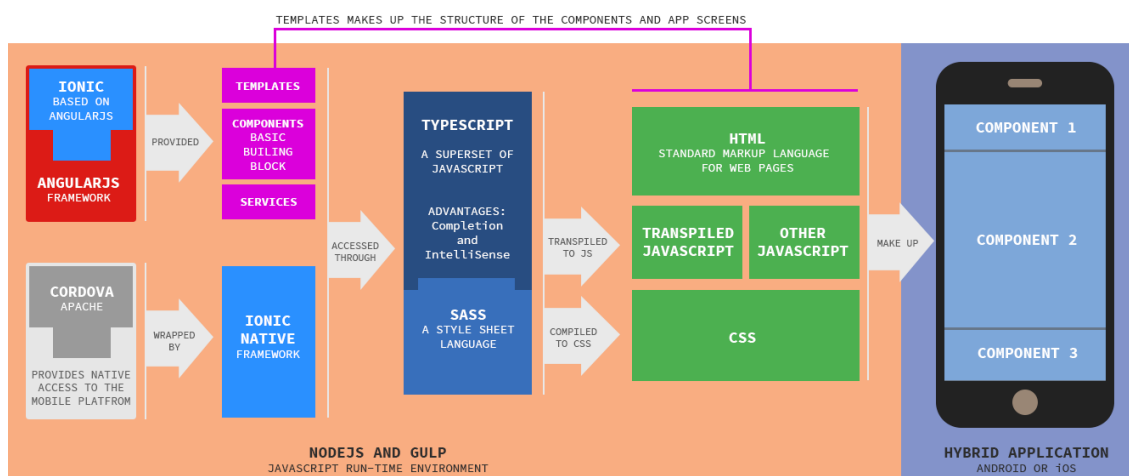 TEMPLATES MAKES UP THE STRUCTURE OF THE COMPONENTS AND APP SCREENS
IONIC
BASED ON
ANGULARJS
ANGULARJS
FRAMEWORK
PROVIDED
TEMPLATES
COMPONENTS
BASIC
BUILING
BLOCK
SERVICES
CORDOVA
APACHE
PROVIDES NATIVE
ACCESS TO THE
MOBILE PLATFROM
WRAPPED
BY
IONIC
NATIVE
FRAMEWORK
ACCESSED
THROUGH
TYPESCRIPT
A SUPERSET OF
JAVASCRIPT
ADVANTAGES:
Completion
and
IntelliSense
SASS
A STYLE SHEET
LANGUAGE
TRANSPILED
TO JS
COMPILED
TO CSS
HTML
STANDARD MARKUP LANGUAGE
FOR WEB PAGES
TRANSPILED
JAVASCRIPT
OTHER
JAVASCRIPT
CSS
MAKE UP
COMPONENT 1
COMPONENT 2
COMPONENT 3
NODEJS AND GULP
JAVASCRIPT RUN-TIME ENVIRONMENT
HYBRID APPLICATION
ANDROID OR iOS